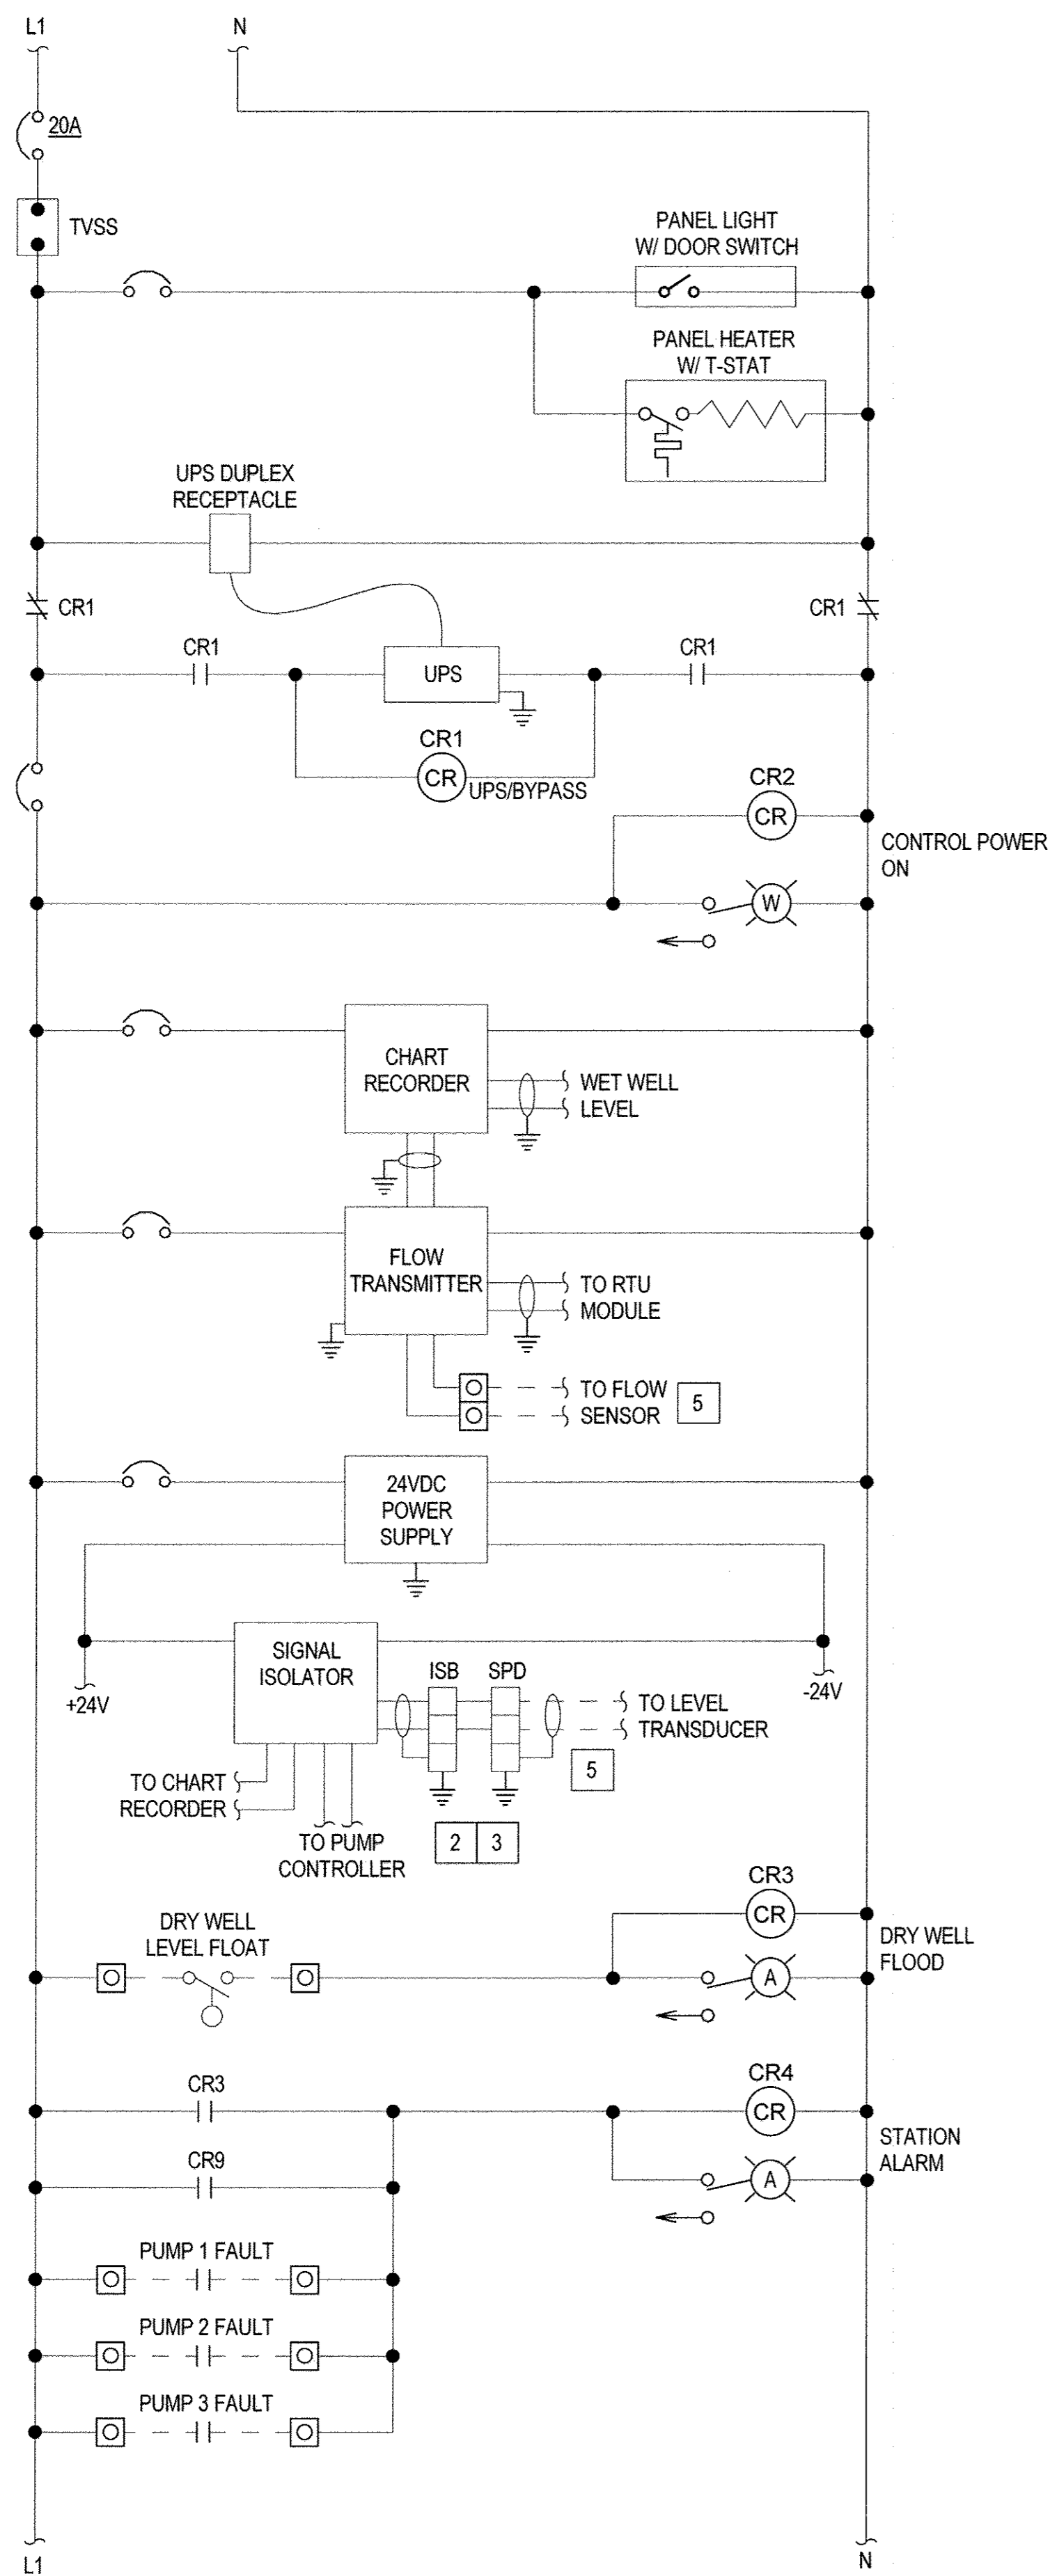 L1
N
20A
TVSS
PANEL LIGHT
W/ DOOR SWITCH
PANEL HEATER
W/ T-STAT
UPS DUPLEX
RECEPTACLE
CR1
CR1
CR1
CR1
UPS
CR1
CR
UPS/BYPASS
CR2
CR
CONTROL POWER
ON
W
CHART
RECORDER
WET WELL
LEVEL
FLOW
TRANSMITTER
TO RTU
MODULE
TO FLOW
SENSOR
5
24VDC
POWER
SUPPLY
SIGNAL
ISOLATOR
ISB
SPD
+24V
-24V
TO LEVEL
TRANSDUCER
5
TO CHART
RECORDER
TO PUMP
CONTROLLER
2
3
CR3
CR
DRY WELL
LEVEL FLOAT
DRY WELL
FLOOD
A
CR3
CR4
CR
STATION
ALARM
CR9
A
PUMP 1 FAULT
PUMP 2 FAULT
PUMP 3 FAULT
L1
N